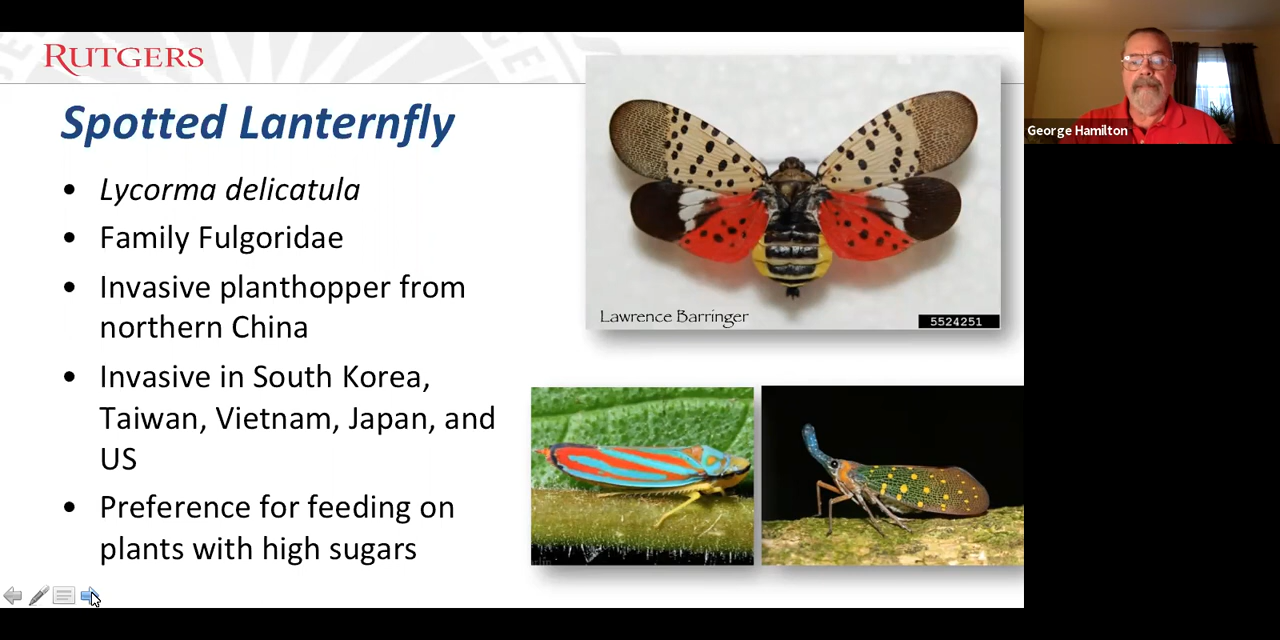 RUTGERS
Spotted Lanternfly
• Lycorma delicatula
• Family Fulgoridae
• Invasive planthopper from
northern China
• Invasive in South Korea,
Taiwan, Vietnam, Japan, and
US
• Preference for feeding on
plants with high sugars
Lawrence Barringer
5524251
George Hamilton